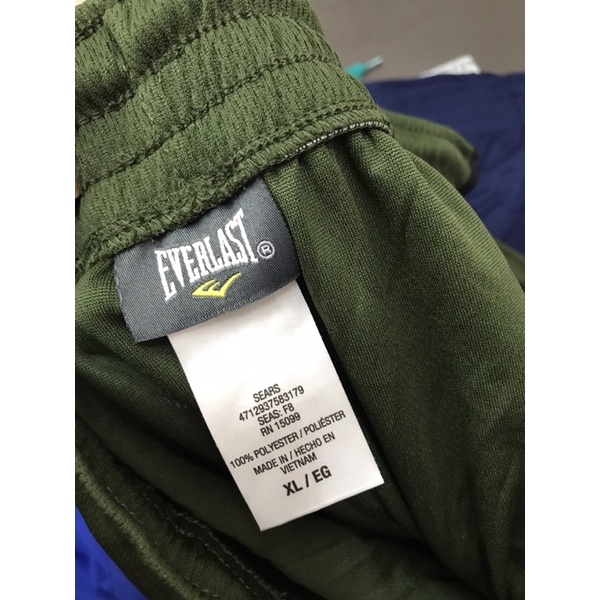 EVERLAST®
SEARS
4712937583179
SEAS: F8
RN 15099
100% POLYESTER / POLIÉSTER
MADE IN / HECHO EN
VIETNAM
XL / EG